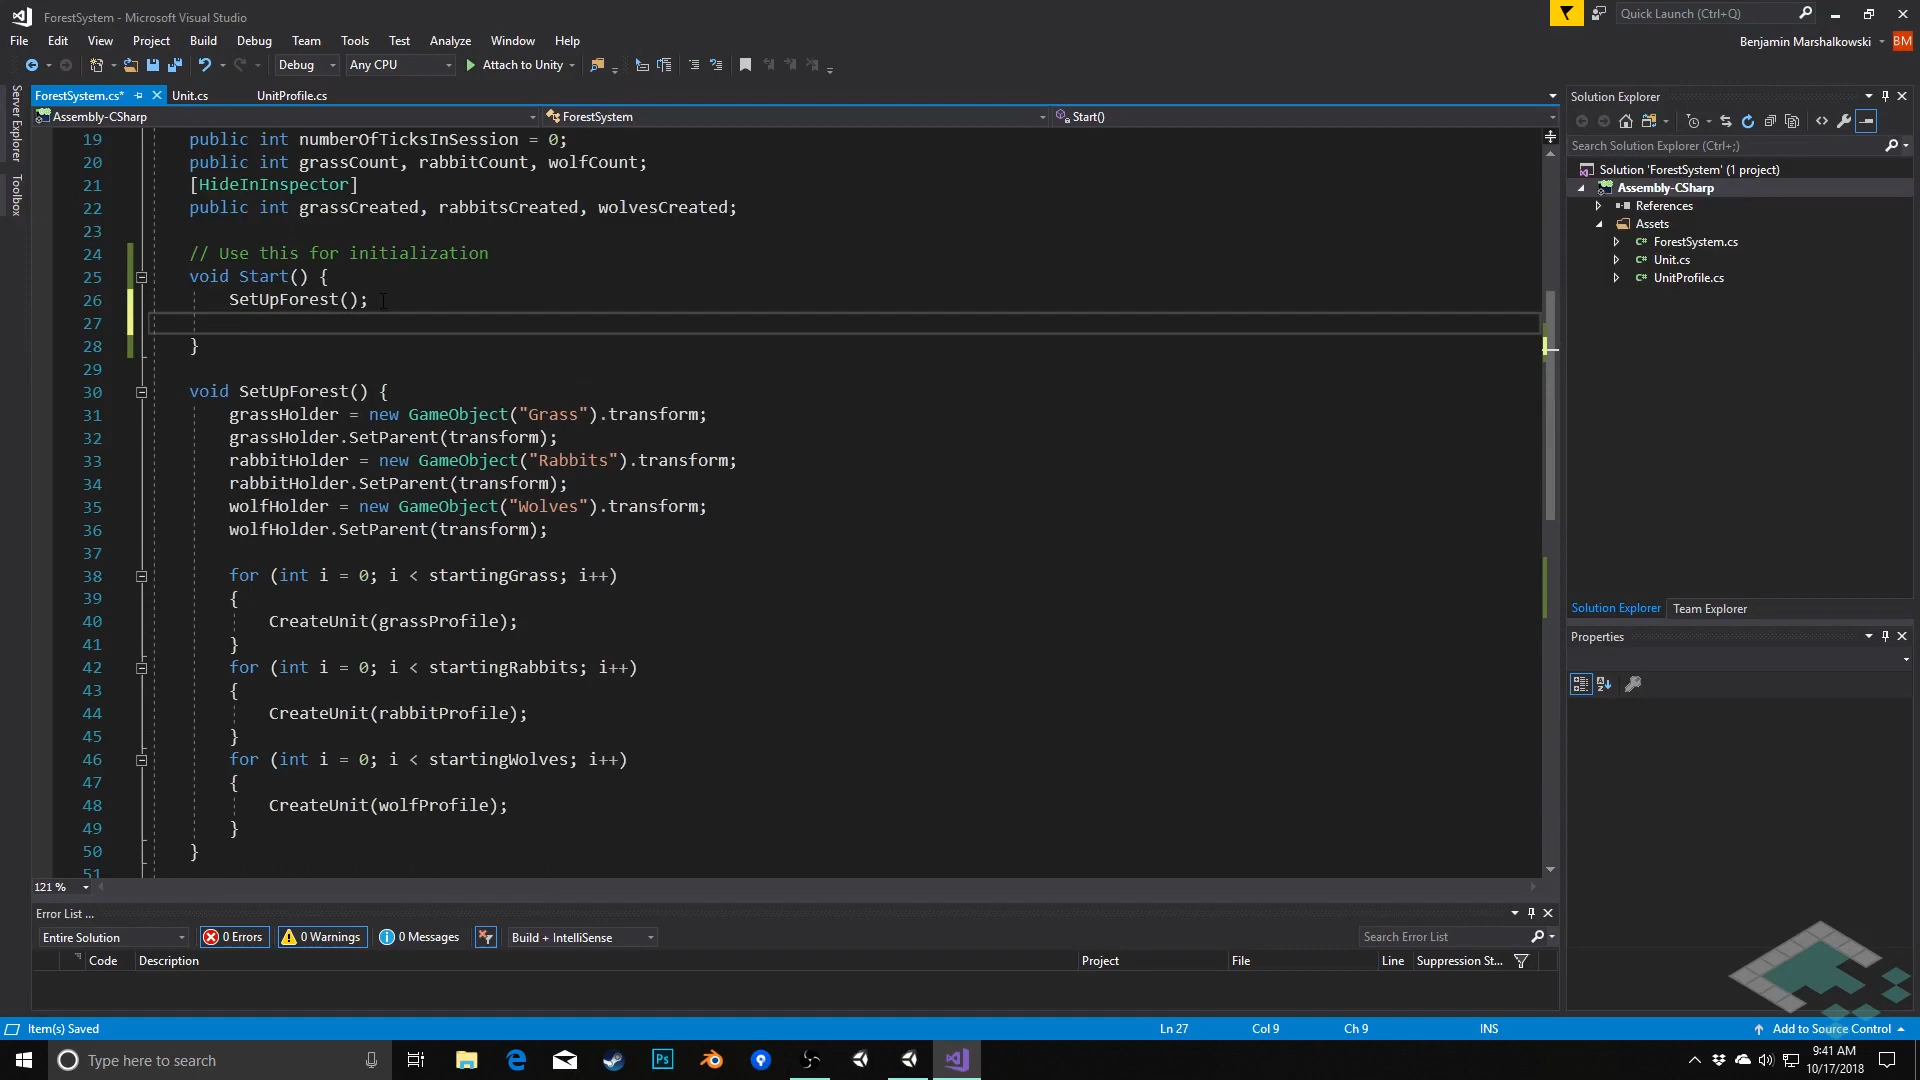 ForestSystem - Microsoft Visual Studio
Quick Launch (Ctrl+Q)
File Edit View Project Build Debug Team Tools Test Analyze Window Help
Benjamin Marshalkowski BM
Debug Any CPU Attach to Unity
Server Explorer
Toolbox
ForestSystem.cs* Unit.cs UnitProfile.cs
Assembly-CSharp ForestSystem Start()
19 public int numberOfTicksInSession = 0;
20 public int grassCount, rabbitCount, wolfCount;
21 [HideInInspector]
22 public int grassCreated, rabbitsCreated, wolvesCreated;
23
24 // Use this for initialization
25 void Start() {
26 SetUpForest();
27
28 }
29
30 void SetUpForest() {
31 grassHolder = new GameObject("Grass").transform;
32 grassHolder.SetParent(transform);
33 rabbitHolder = new GameObject("Rabbits").transform;
34 rabbitHolder.SetParent(transform);
35 wolfHolder = new GameObject("Wolves").transform;
36 wolfHolder.SetParent(transform);
37
38 for (int i = 0; i < startingGrass; i++)
39 {
40 CreateUnit(grassProfile);
41 }
42 for (int i = 0; i < startingRabbits; i++)
43 {
44 CreateUnit(rabbitProfile);
45 }
46 for (int i = 0; i < startingWolves; i++)
47 {
48 CreateUnit(wolfProfile);
49 }
50 }
51
121 %
Solution Explorer
Search Solution Explorer (Ctrl+;)
Solution 'ForestSystem' (1 project)
Assembly-CSharp
References
Assets
C# ForestSystem.cs
C# Unit.cs
C# UnitProfile.cs
Solution Explorer Team Explorer
Properties
Error List ...
Entire Solution 0 Errors 0 Warnings 0 Messages Build + IntelliSense Search Error List
Code Description Project File Line Suppression St...
Item(s) Saved Ln 27 Col 9 Ch 9 INS Add to Source Control
Type here to search
Ps
9:41 AM
10/17/2018